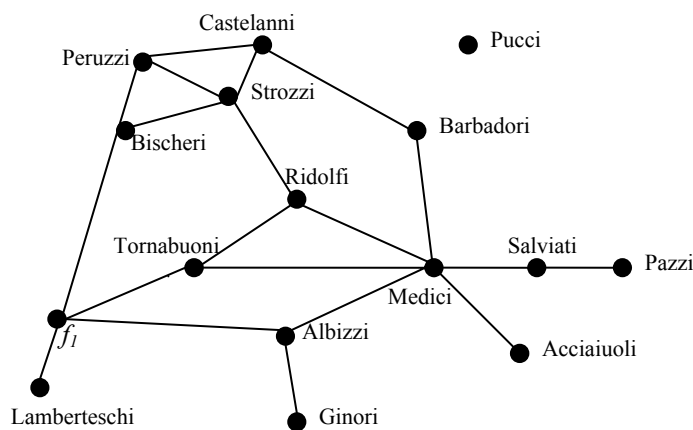 Castelanni
Pucci
Peruzzi
Strozzi
Barbadori
Bischeri
Ridolfi
Tornabuoni
Salviati
Pazzi
Medici
f1
Albizzi
Acciaiuoli
Lamberteschi
Ginori